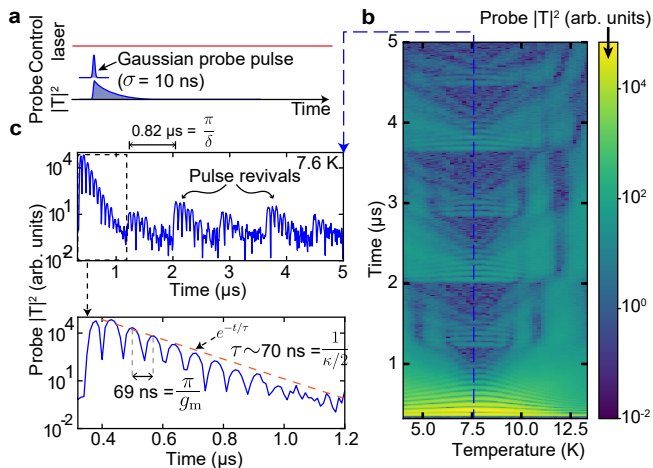 a
Probe Control
laser
|T|²
Gaussian probe pulse
(σ = 10 ns)
Time
b
Probe |T|² (arb. units)
5
4
3
2
1
Time (μs)
5.0
7.5
10.0
12.5
Temperature (K)
10⁴
10²
10⁰
10⁻²
c
0.82 μs = π/δ
7.6 K
Pulse revivals
10⁴
10¹
10²
1
2
3
4
5
Time (μs)
Probe |T|² (arb. units)
e^{−t/τ}
τ∼70 ns = 1/(κ/2)
69 ns = π/g_m
10⁴
10¹
10⁻²
0.4
0.6
0.8
1.0
1.2
Time (μs)